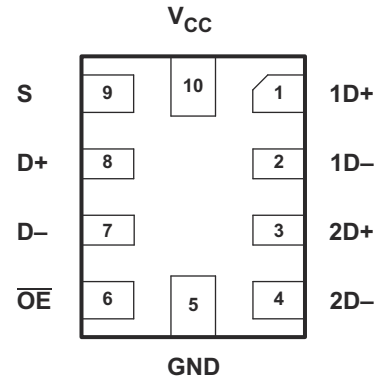 VCC
S 9 10 1 1D+
D+ 8 2 1D–
D– 7 3 2D+
OE 6 5 4 2D–
GND